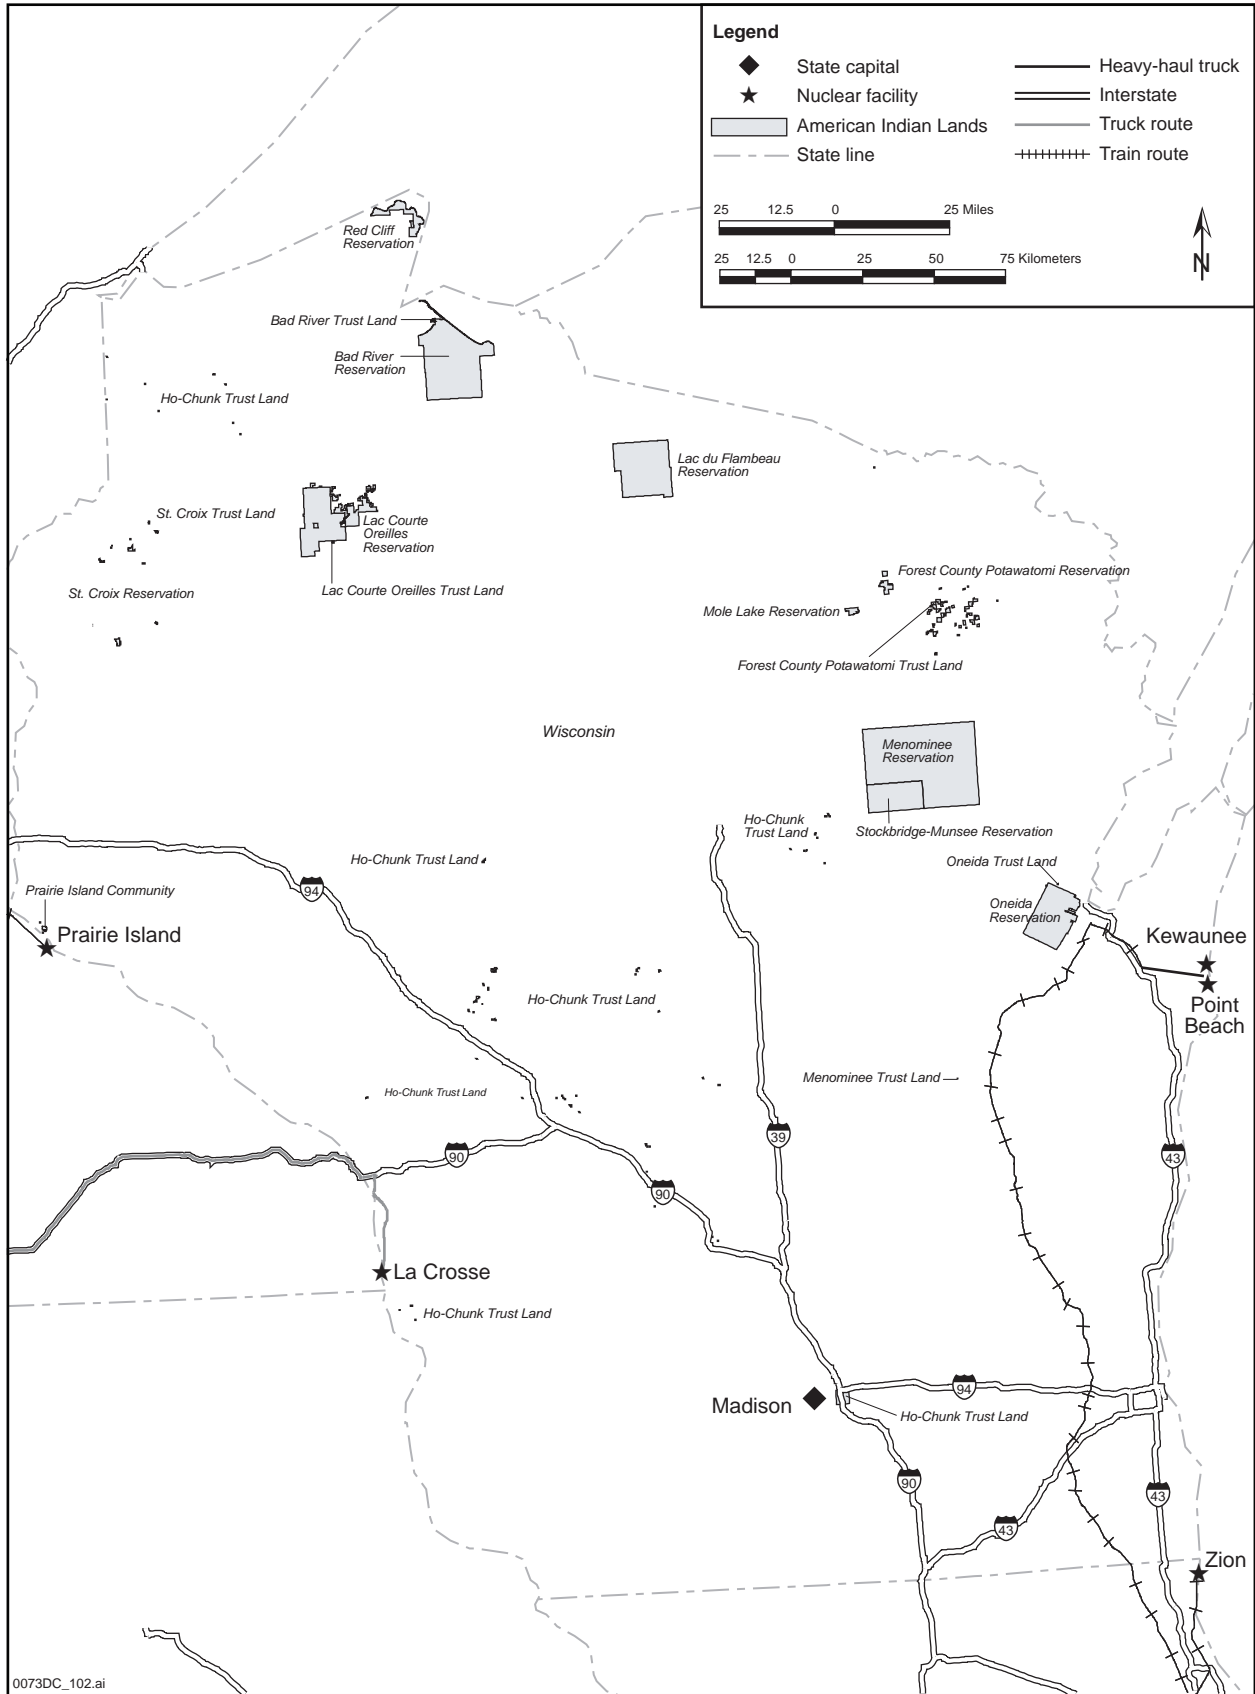 Legend
State capital
Nuclear facility
American Indian Lands
State line
Heavy-haul truck
Interstate
Truck route
Train route
25 12.5 0 25 Miles
25 12.5 0 25 50 75 Kilometers
N
Red Cliff
Reservation
Bad River Trust Land
Bad River
Reservation
Ho-Chunk Trust Land
Lac du Flambeau
Reservation
St. Croix Trust Land
Lac Courte
Oreilles
Reservation
St. Croix Reservation
Lac Courte Oreilles Trust Land
Forest County Potawatomi Reservation
Mole Lake Reservation
Forest County Potawatomi Trust Land
Wisconsin
Menominee
Reservation
Ho-Chunk
Trust Land
Stockbridge-Munsee Reservation
Ho-Chunk Trust Land
Oneida Trust Land
94
Prairie Island Community
Oneida
Reservation
Prairie Island
Kewaunee
Point
Beach
Ho-Chunk Trust Land
Menominee Trust Land
Ho-Chunk Trust Land
39
90
43
90
La Crosse
Ho-Chunk Trust Land
94
Madison
Ho-Chunk Trust Land
90
43
43
Zion
0073DC_102.ai